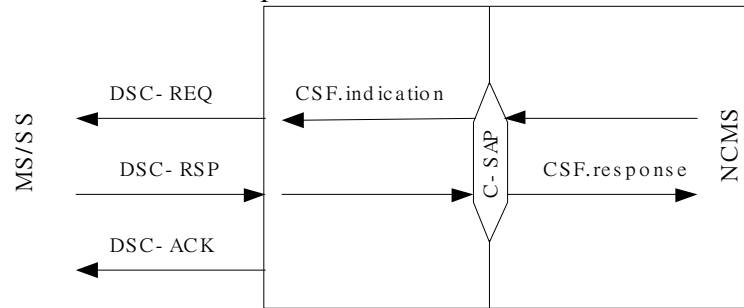 MS/SS
DSC-REQ
CSF.indication
DSC-RSP
C-SAP
CSF.response
NCMS
DSC-ACK